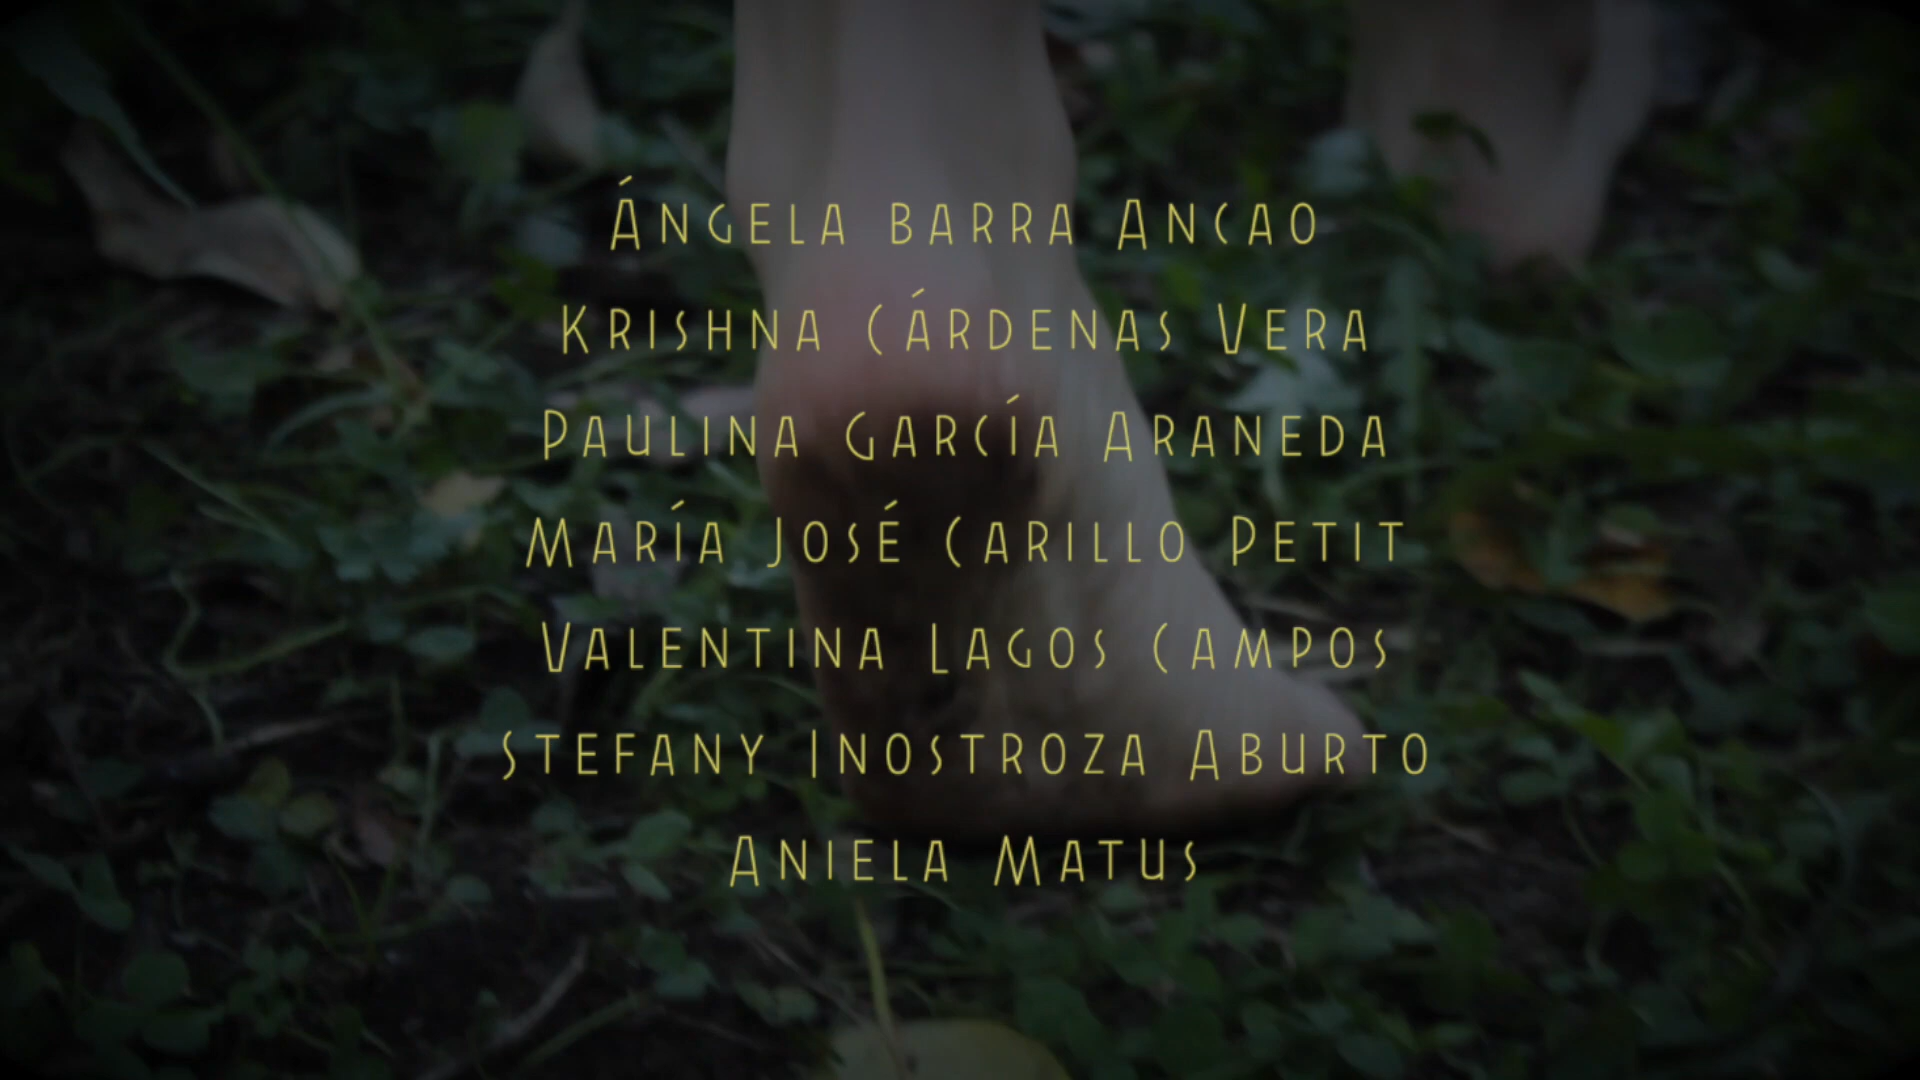 Ángela barra Ancao
Krishna Cárdenas Vera
Paulina García Araneda
María José Carillo Petit
Valentina Lagos Campos
Stefany Inostroza Aburto
Aniela Matus